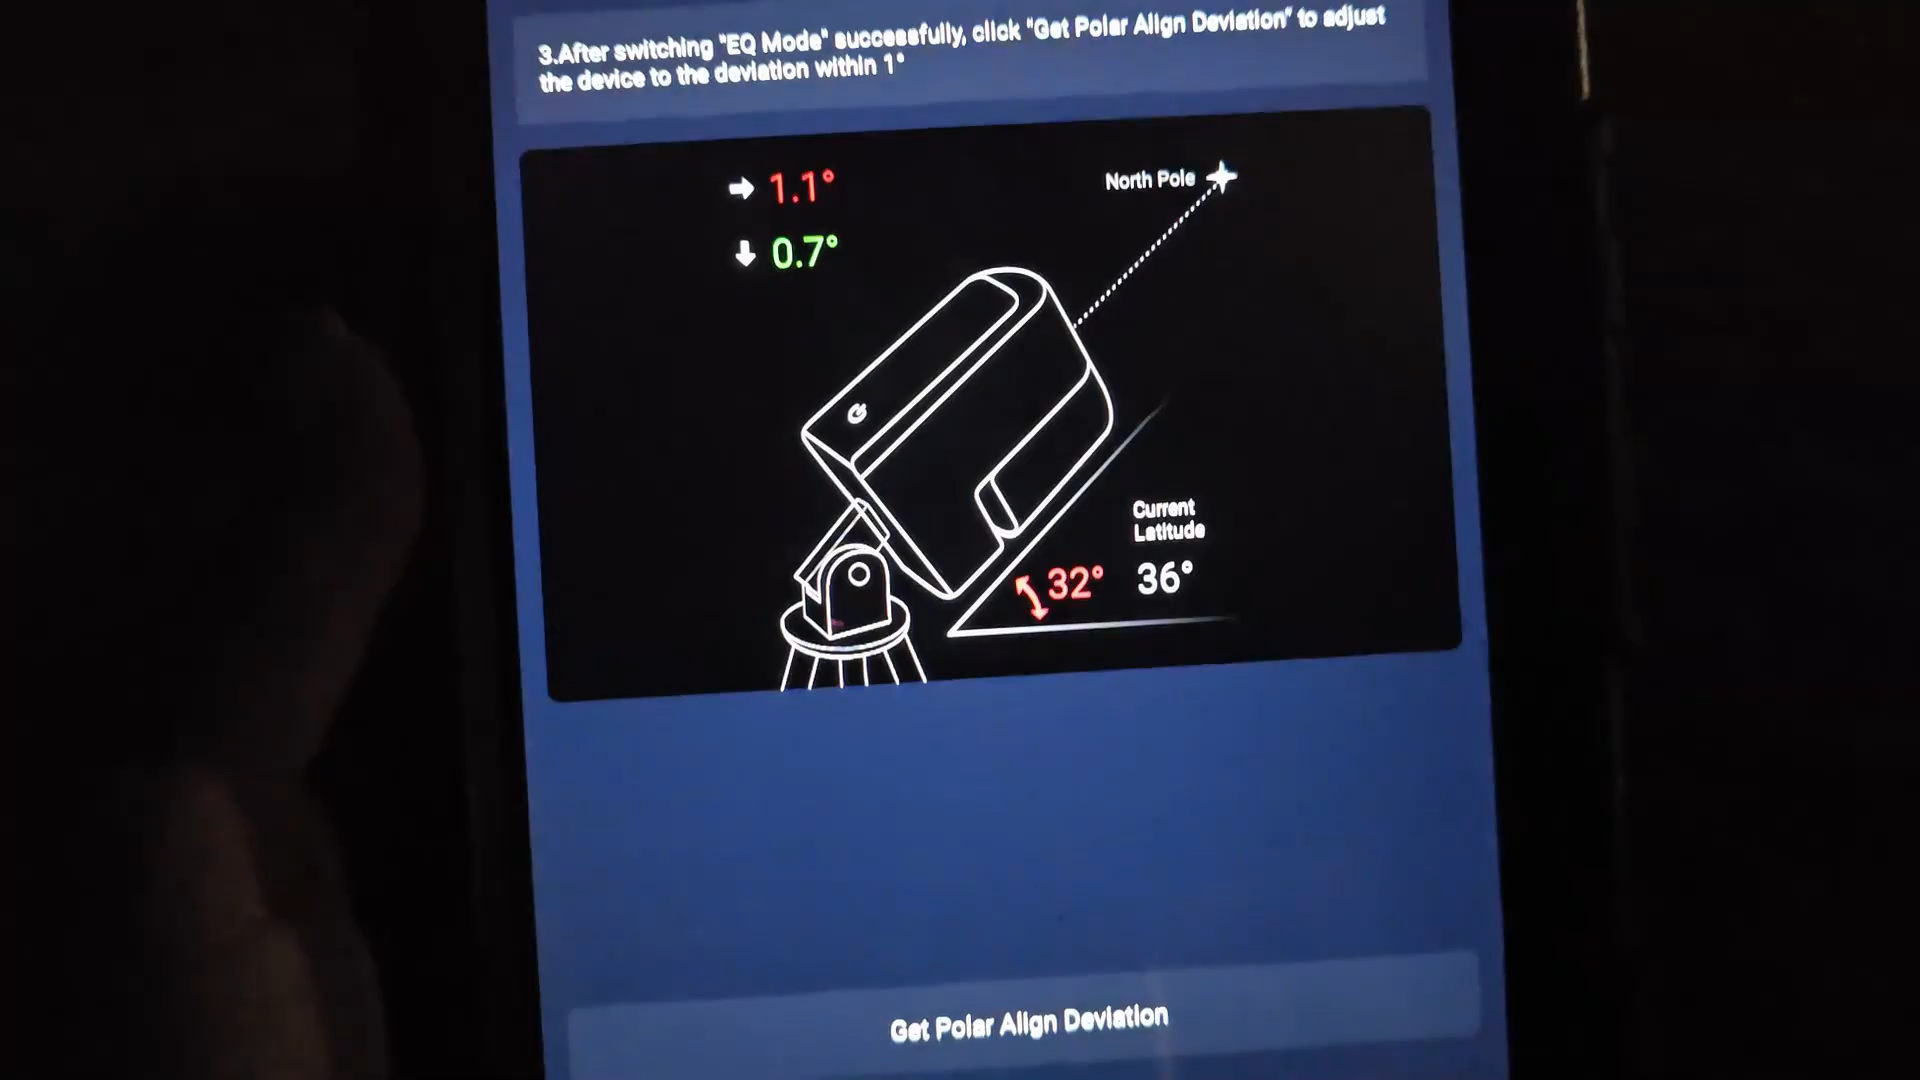 3.After switching "EQ Mode" successfully, click "Get Polar Align Deviation" to adjust
the device to the deviation within 1°
1.1°
North Pole
0.7°
Current
Latitude
32° 36°
Get Polar Align Deviation